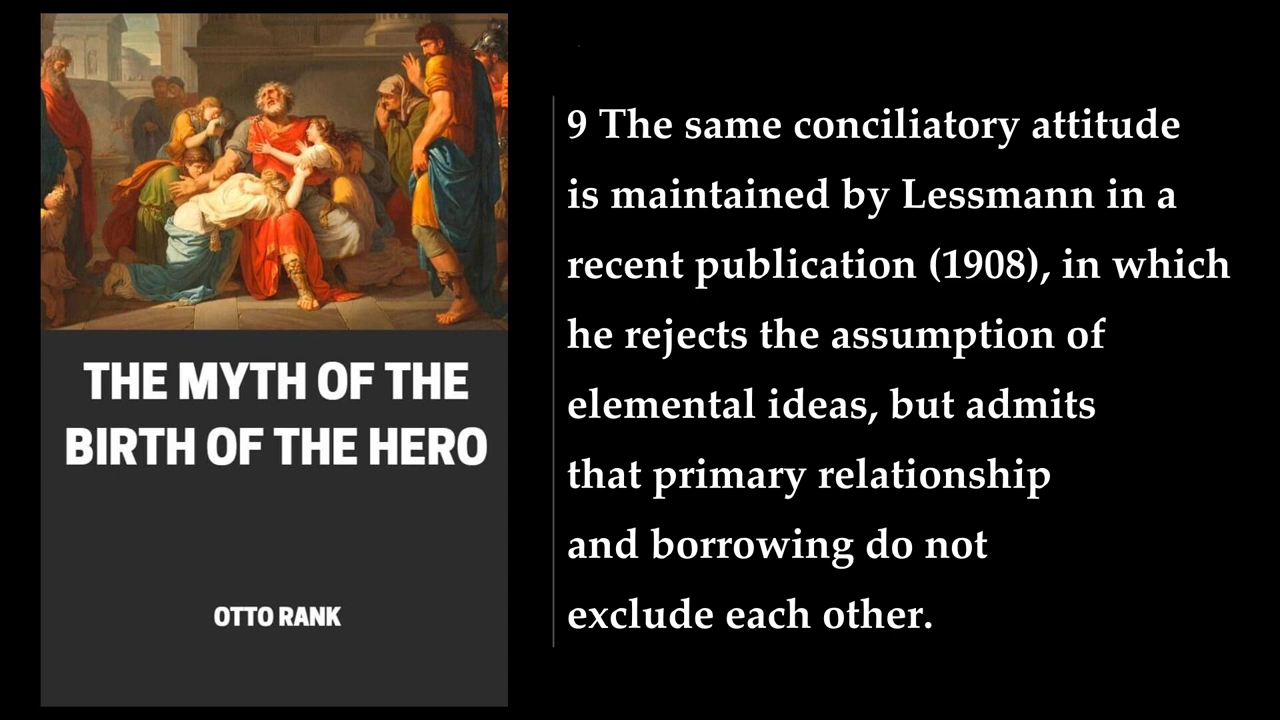 THE MYTH OF THE
BIRTH OF THE HERO
OTTO RANK
9 The same conciliatory attitude
is maintained by Lessmann in a
recent publication (1908), in which
he rejects the assumption of
elemental ideas, but admits
that primary relationship
and borrowing do not
exclude each other.